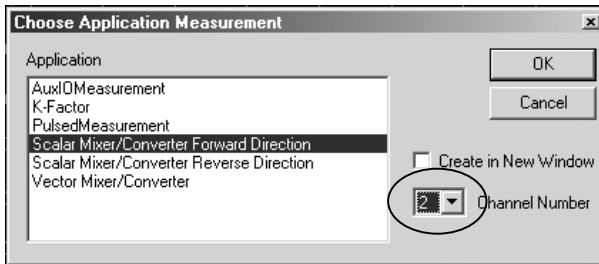 Choose Application Measurement
Application
AuxIOMeasurement
K-Factor
PulsedMeasurement
Scalar Mixer/Converter Forward Direction
Scalar Mixer/Converter Reverse Direction
Vector Mixer/Converter
OK
Cancel
Create in New Window
2 Channel Number